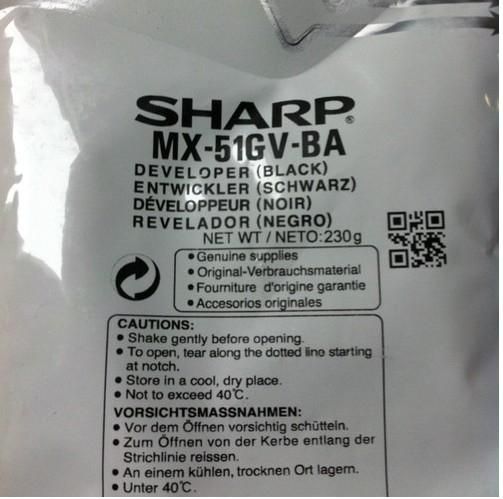 SHARP®
MX-51GV-BA
DEVELOPER (BLACK)
ENTWICKLER (SCHWARZ)
DÉVELOPPEUR (NOIR)
REVELADOR (NEGRO)
NET WT / NETO:230g
• Genuine supplies
• Original-Verbrauchsmaterial
• Fourniture d'origine garantie
• Accesorios originales
CAUTIONS:
• Shake gently before opening.
• To open, tear along the dotted line starting
at notch.
• Store in a cool, dry place.
• Not to exceed 40℃.
VORSICHTSMASSNAHMEN:
• Vor dem Öffnen vorsichtig schütteln.
• Zum Öffnen von der Kerbe entlang der
Strichlinie reissen.
• An einem kühlen, trocknen Ort lagern.
• Unter 40℃.